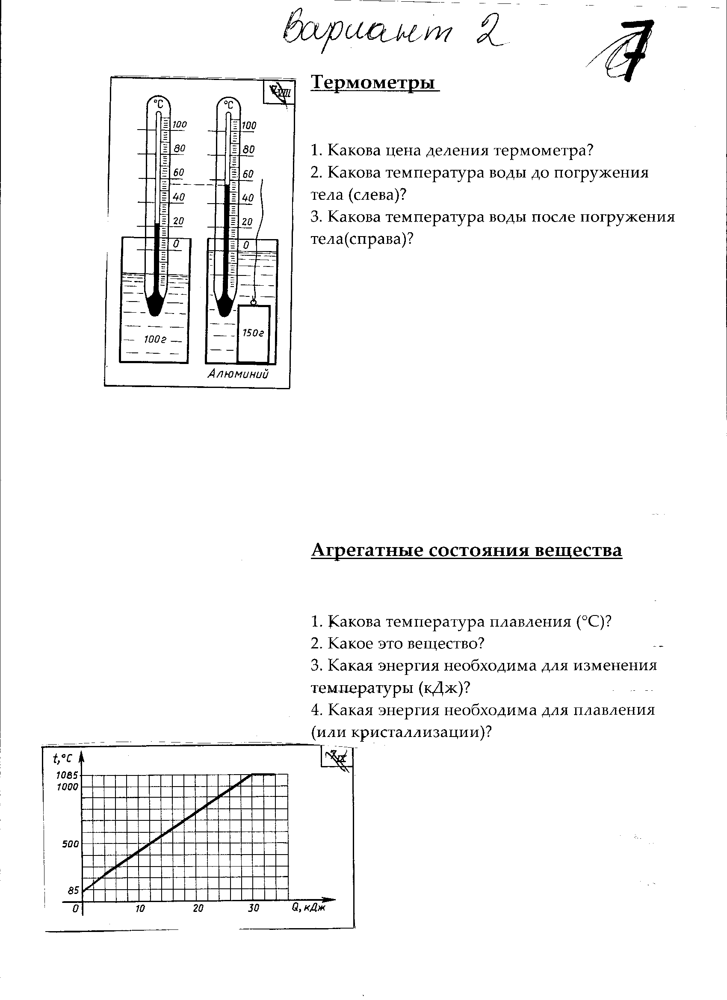 Вариант 2
7
Термометры
°C
100
80
60
40
20
0
100г
°C
100
80
60
40
20
0
150г
Алюминий
1. Какова цена деления термометра?
2. Какова температура воды до погружения
тела (слева)?
3. Какова температура воды после погружения
тела(справа)?
Агрегатные состояния вещества
1. Какова температура плавления (°C)?
2. Какое это вещество?
3. Какая энергия необходима для изменения
температуры (кДж)?
4. Какая энергия необходима для плавления
(или кристаллизации)?
t,°C
1085
1000
500
85
0
10
20
30
Q, кДж